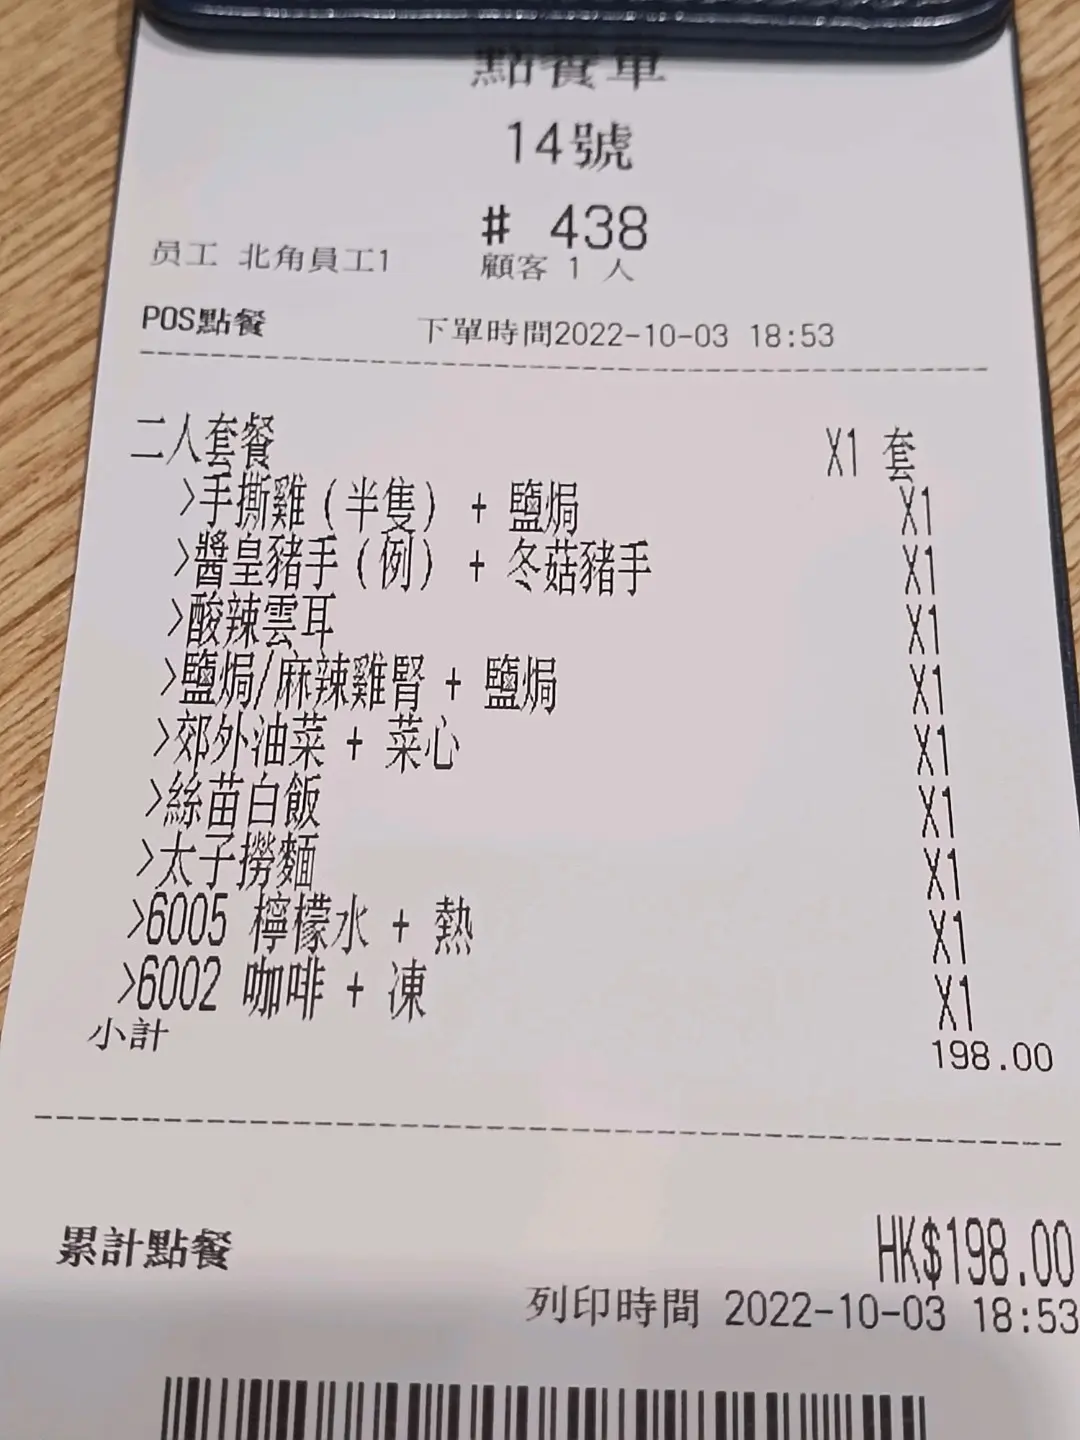 點餐單
14號
# 438
员工 北角員工1 顧客 1 人
POS點餐 下單時間2022-10-03 18:53
二人套餐 X1 套
>手撕雞(半隻) + 鹽焗 X1
>醬皇豬手(例) + 冬菇豬手 X1
>酸辣雲耳 X1
>鹽焗/麻辣雞腎 + 鹽焗 X1
>郊外油菜 + 菜心 X1
>絲苗白飯 X1
>太子撈麵 X1
>6005 檸檬水 + 熱 X1
>6002 咖啡 + 凍 X1
小計 198.00
累計點餐 HK$198.00
列印時間 2022-10-03 18:53